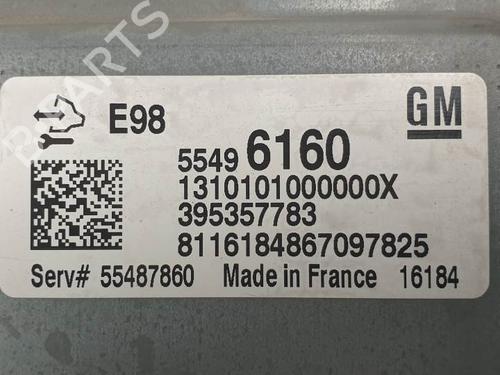 E98
GM
5549 6160
1310101000000X
395357783
8116184867097825
Serv# 55487860 Made in France 16184